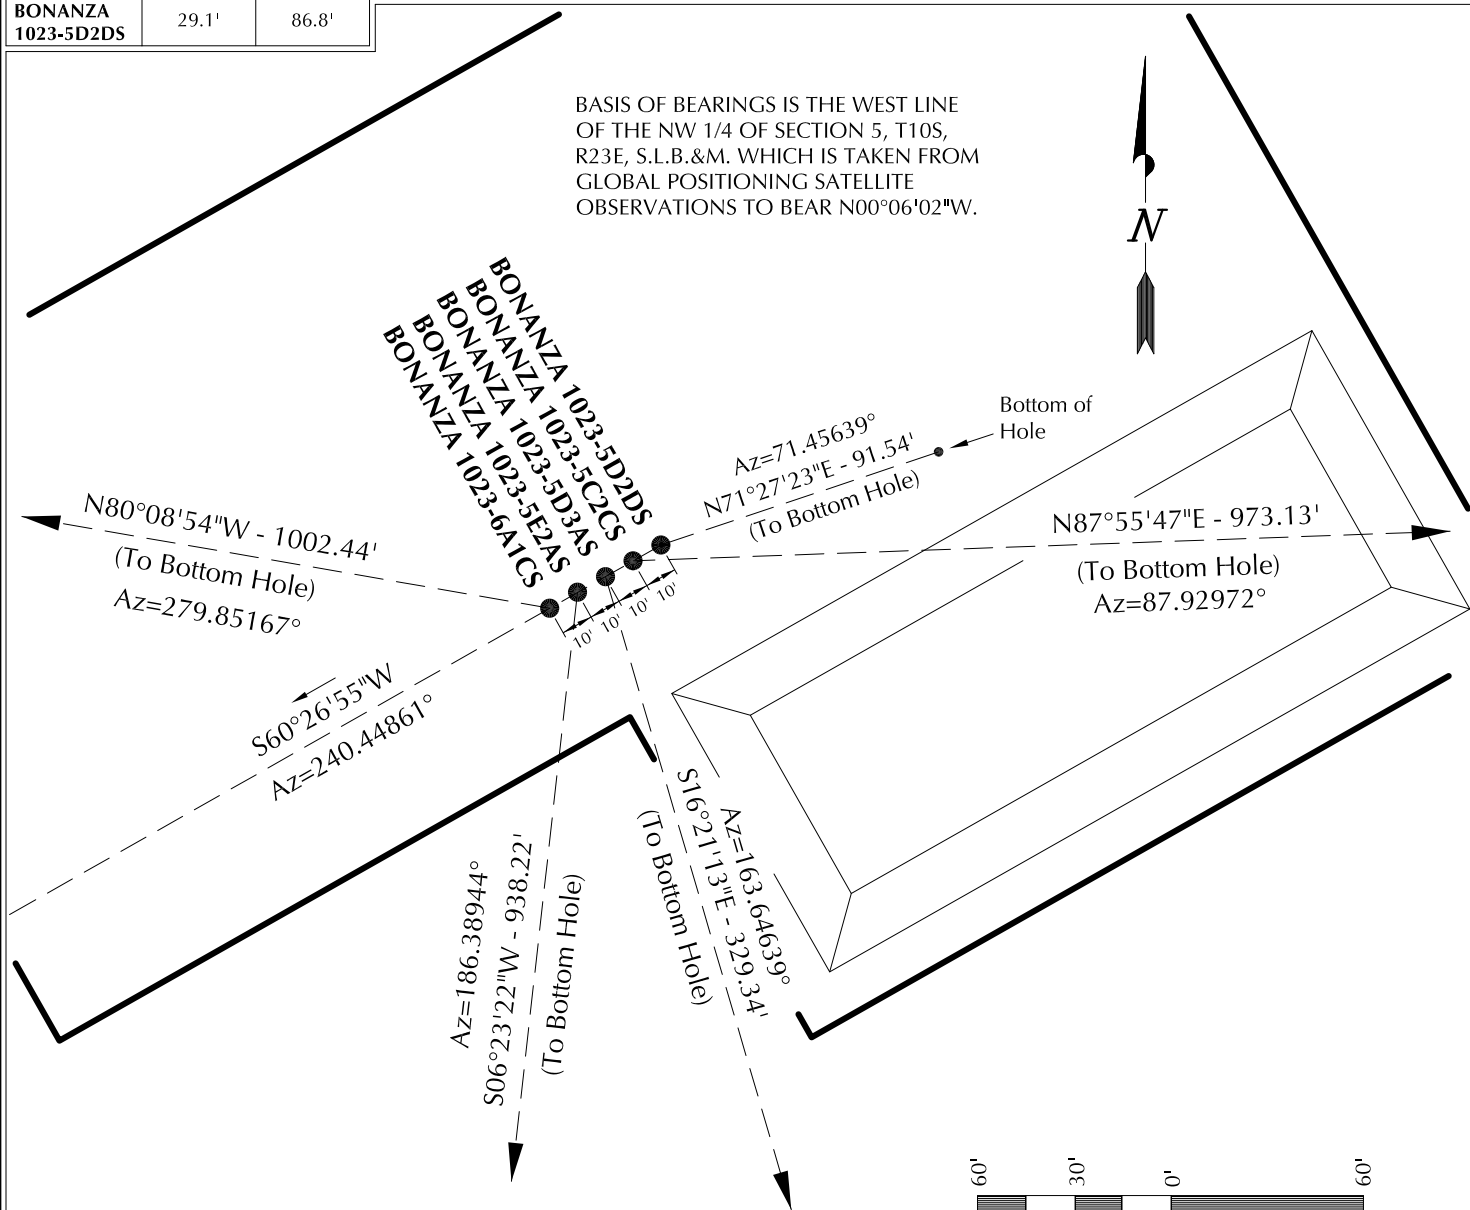 BONANZA
1023-5D2DS
29.1'
86.8'
BASIS OF BEARINGS IS THE WEST LINE
OF THE NW 1/4 OF SECTION 5, T10S,
R23E, S.L.B.&M. WHICH IS TAKEN FROM
GLOBAL POSITIONING SATELLITE
OBSERVATIONS TO BEAR N00°06'02"W.
N
BONANZA 1023-5D2DS
BONANZA 1023-5C2CS
BONANZA 1023-5D3AS
BONANZA 1023-5E2AS
BONANZA 1023-6A1CS
Az=71.45639°
N71°27'23"E - 91.54'
(To Bottom Hole)
Bottom of
Hole
N87°55'47"E - 973.13'
(To Bottom Hole)
Az=87.92972°
N80°08'54"W - 1002.44'
(To Bottom Hole)
Az=279.85167°
10'
10'
10'
10'
S60°26'55"W
Az=240.44861°
Az=186.38944°
S06°23'22"W - 938.22'
(To Bottom Hole)
Az=163.64639°
S16°21'13"E - 329.34'
(To Bottom Hole)
60'
30'
0'
60'